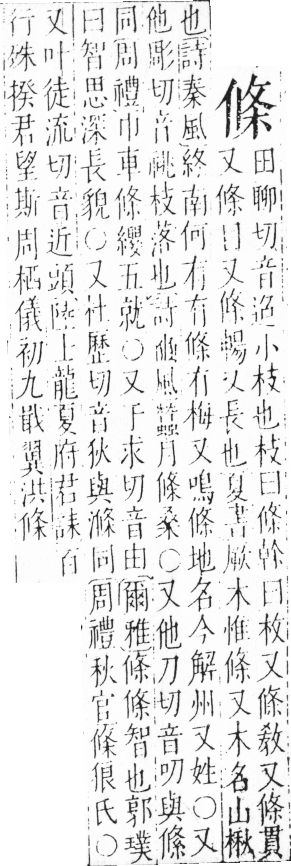 條
田聊切音迢小枝也枝曰條幹曰枚又條敎又條貫
又條目又條暢又長也夏書厥木惟條又木名山楸
也詩秦風終南何有有條有梅又鳴條地名今解州又姓○又
他彫切音祧枝落也詩豳風蠶月條桑○又他刀切音叨與絛
同周禮巾車條纓五就○又于求切音由爾雅條條智也郭璞
曰智思深長貌○又杜歷切音狄與滌同周禮秋官條狼氏○
又叶徒流切音近頭陸士龍夏府君誄百
行殊揆君望斯周栖儀初九戢翼洪條